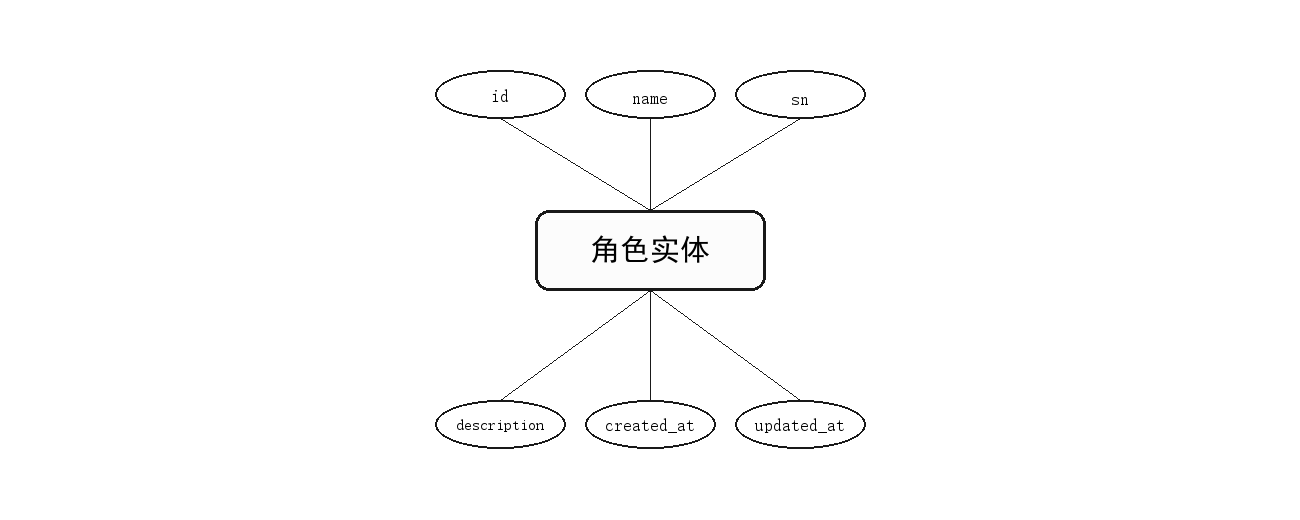 id
name
sn
角色实体
description
created_at
updated_at